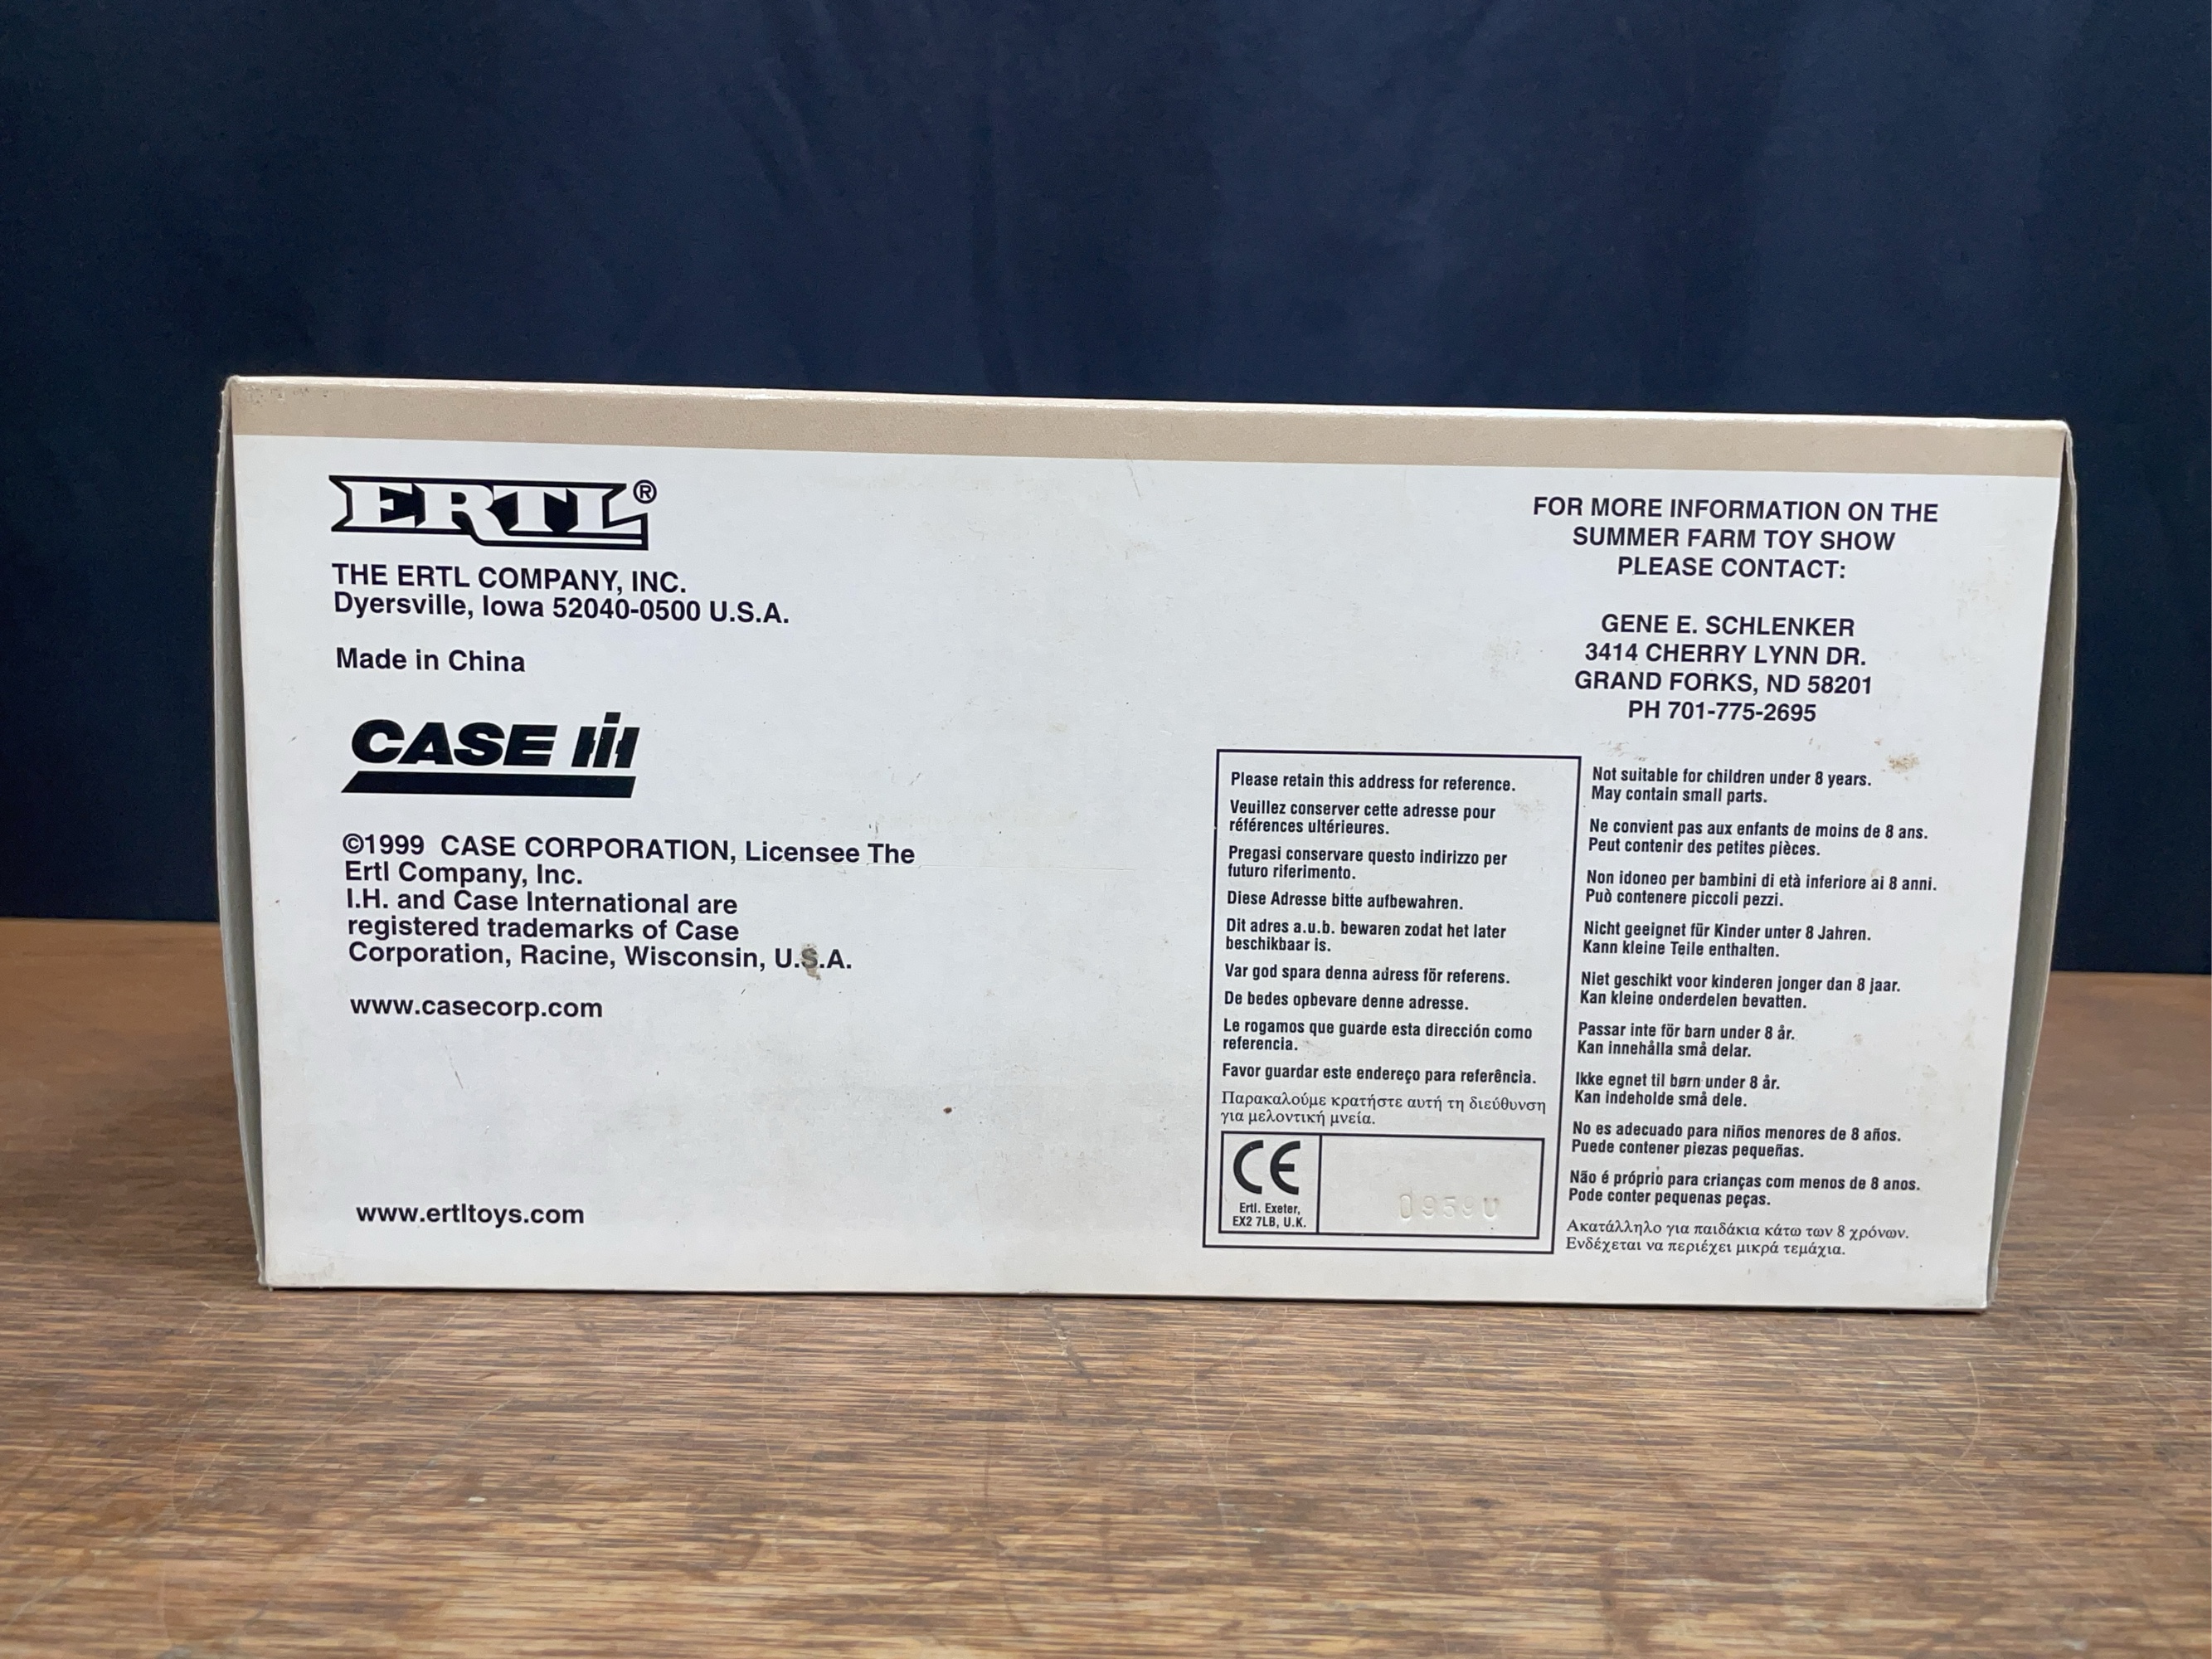 ERTL®
THE ERTL COMPANY, INC.
Dyersville, Iowa 52040-0500 U.S.A.
Made in China
CASE IH
©1999 CASE CORPORATION, Licensee The
Ertl Company, Inc.
I.H. and Case International are
registered trademarks of Case
Corporation, Racine, Wisconsin, U.S.A.
www.casecorp.com
www.ertltoys.com
FOR MORE INFORMATION ON THE
SUMMER FARM TOY SHOW
PLEASE CONTACT:
GENE E. SCHLENKER
3414 CHERRY LYNN DR.
GRAND FORKS, ND 58201
PH 701-775-2695
Please retain this address for reference.
Veuillez conserver cette adresse pour
références ultérieures.
Pregasi conservare questo indirizzo per
futuro riferimento.
Diese Adresse bitte aufbewahren.
Dit adres a.u.b. bewaren zodat het later
beschikbaar is.
Var god spara denna adress för referens.
De bedes opbevare denne adresse.
Le rogamos que guarde esta dirección como
referencia.
Favor guardar este endereço para referência.
Παρακαλούμε κρατήστε αυτή τη διεύθυνση
για μελοντική μνεία.
CE
Ertl. Exeter,
EX2 7LB, U.K.
Not suitable for children under 8 years.
May contain small parts.
Ne convient pas aux enfants de moins de 8 ans.
Peut contenir des petites pièces.
Non idoneo per bambini di età inferiore ai 8 anni.
Può contenere piccoli pezzi.
Nicht geeignet für Kinder unter 8 Jahren.
Kann kleine Teile enthalten.
Niet geschikt voor kinderen jonger dan 8 jaar.
Kan kleine onderdelen bevatten.
Passar inte för barn under 8 år.
Kan innehålla små delar.
Ikke egnet til børn under 8 år.
Kan indeholde små dele.
No es adecuado para niños menores de 8 años.
Puede contener piezas pequeñas.
Não é próprio para crianças com menos de 8 anos.
Pode conter pequenas peças.
Ακατάλληλο για παιδάκια κάτω των 8 χρόνων.
Ενδέχεται να περιέχει μικρά τεμάχια.